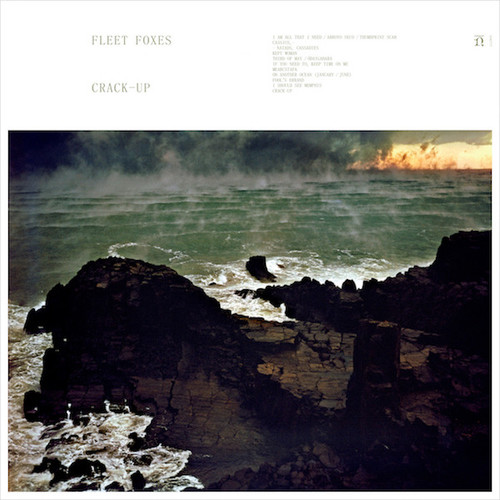 FLEET FOXES
CRACK-UP
I AM ALL THAT I NEED / ARROYO SECO / THUMBPRINT SCAR
CASSIUS, -
- NAIADS, CASSADIES
KEPT WOMAN
THIRD OF MAY / ŌDAIGAHARA
IF YOU NEED TO, KEEP TIME ON ME
MEARCSTAPA
ON ANOTHER OCEAN (JANUARY / JUNE)
FOOL'S ERRAND
I SHOULD SEE MEMPHIS
CRACK-UP